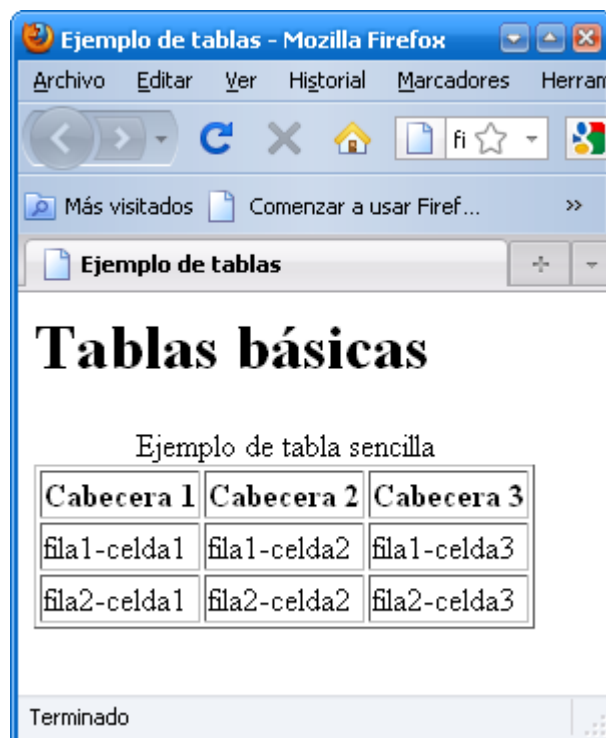 Ejemplo de tablas - Mozilla Firefox
Archivo Editar Ver Historial Marcadores Herram
fi
Más visitados Comenzar a usar Firef... »
Ejemplo de tablas
Tablas básicas
Ejemplo de tabla sencilla
Cabecera 1 Cabecera 2 Cabecera 3
fila1-celda1 fila1-celda2 fila1-celda3
fila2-celda1 fila2-celda2 fila2-celda3
Terminado